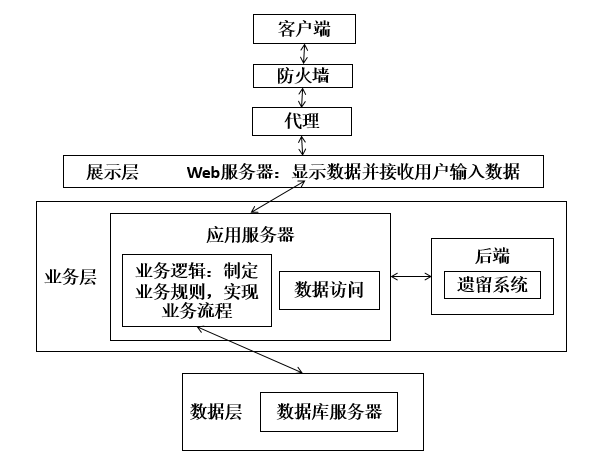 客户端
防火墙
代理
展示层 Web服务器：显示数据并接收用户输入数据
业务层
应用服务器
业务逻辑：制定
业务规则，实现
业务流程
数据访问
后端
遗留系统
数据层
数据库服务器